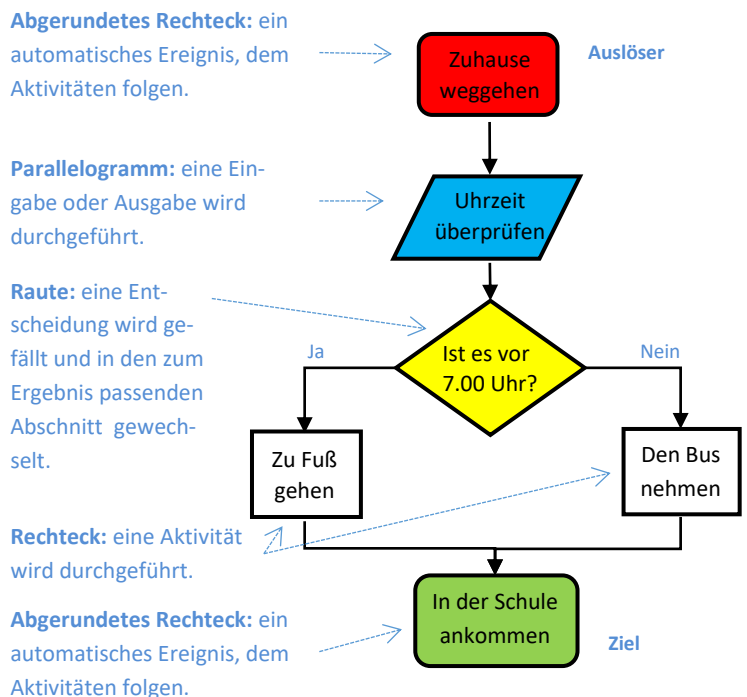 Abgerundetes Rechteck: ein
automatisches Ereignis, dem
Aktivitäten folgen.
Zuhause
weggehen
Auslöser
Parallelogramm: eine Ein-
gabe oder Ausgabe wird
durchgeführt.
Uhrzeit
überprüfen
Raute: eine Ent-
scheidung wird ge-
fällt und in den zum
Ergebnis passenden
Abschnitt gewech-
selt.
Ist es vor
7.00 Uhr?
Ja
Nein
Zu Fuß
gehen
Den Bus
nehmen
Rechteck: eine Aktivität
wird durchgeführt.
Abgerundetes Rechteck: ein
automatisches Ereignis, dem
Aktivitäten folgen.
In der Schule
ankommen
Ziel